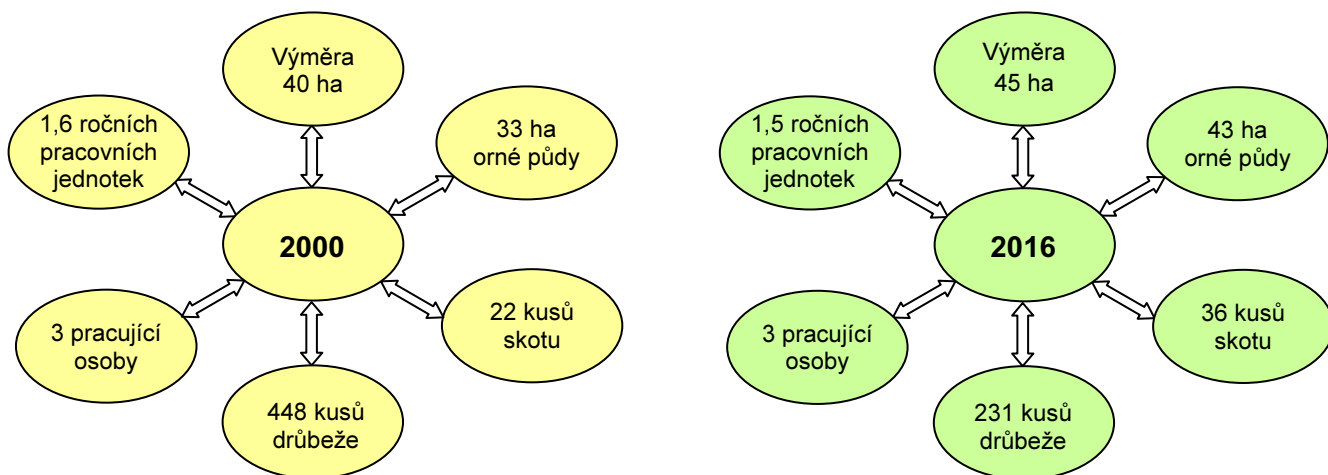 Výměra
40 ha
1,6 ročních
pracovních
jednotek
33 ha
orné půdy
2000
3 pracující
osoby
22 kusů
skotu
448 kusů
drůbeže
Výměra
45 ha
1,5 ročních
pracovních
jednotek
43 ha
orné půdy
2016
3 pracující
osoby
36 kusů
skotu
231 kusů
drůbeže